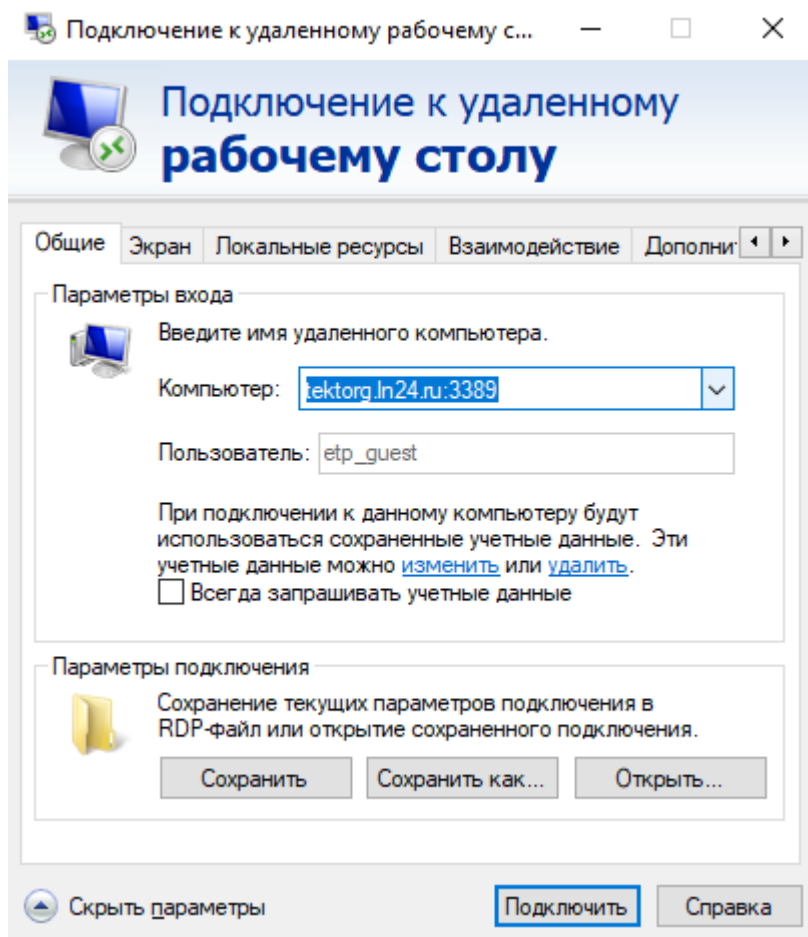 Подключение к удаленному рабочему с...
Подключение к удаленному
рабочему столу
Общие Экран Локальные ресурсы Взаимодействие Дополнит
Параметры входа
Введите имя удаленного компьютера.
Компьютер: tektorg.ln24.ru:3389
Пользователь: etp_guest
При подключении к данному компьютеру будут
использоваться сохраненные учетные данные. Эти
учетные данные можно изменить или удалить.
Всегда запрашивать учетные данные
Параметры подключения
Сохранение текущих параметров подключения в
RDP-файл или открытие сохраненного подключения.
Сохранить Сохранить как... Открыть...
Скрыть параметры Подключить Справка